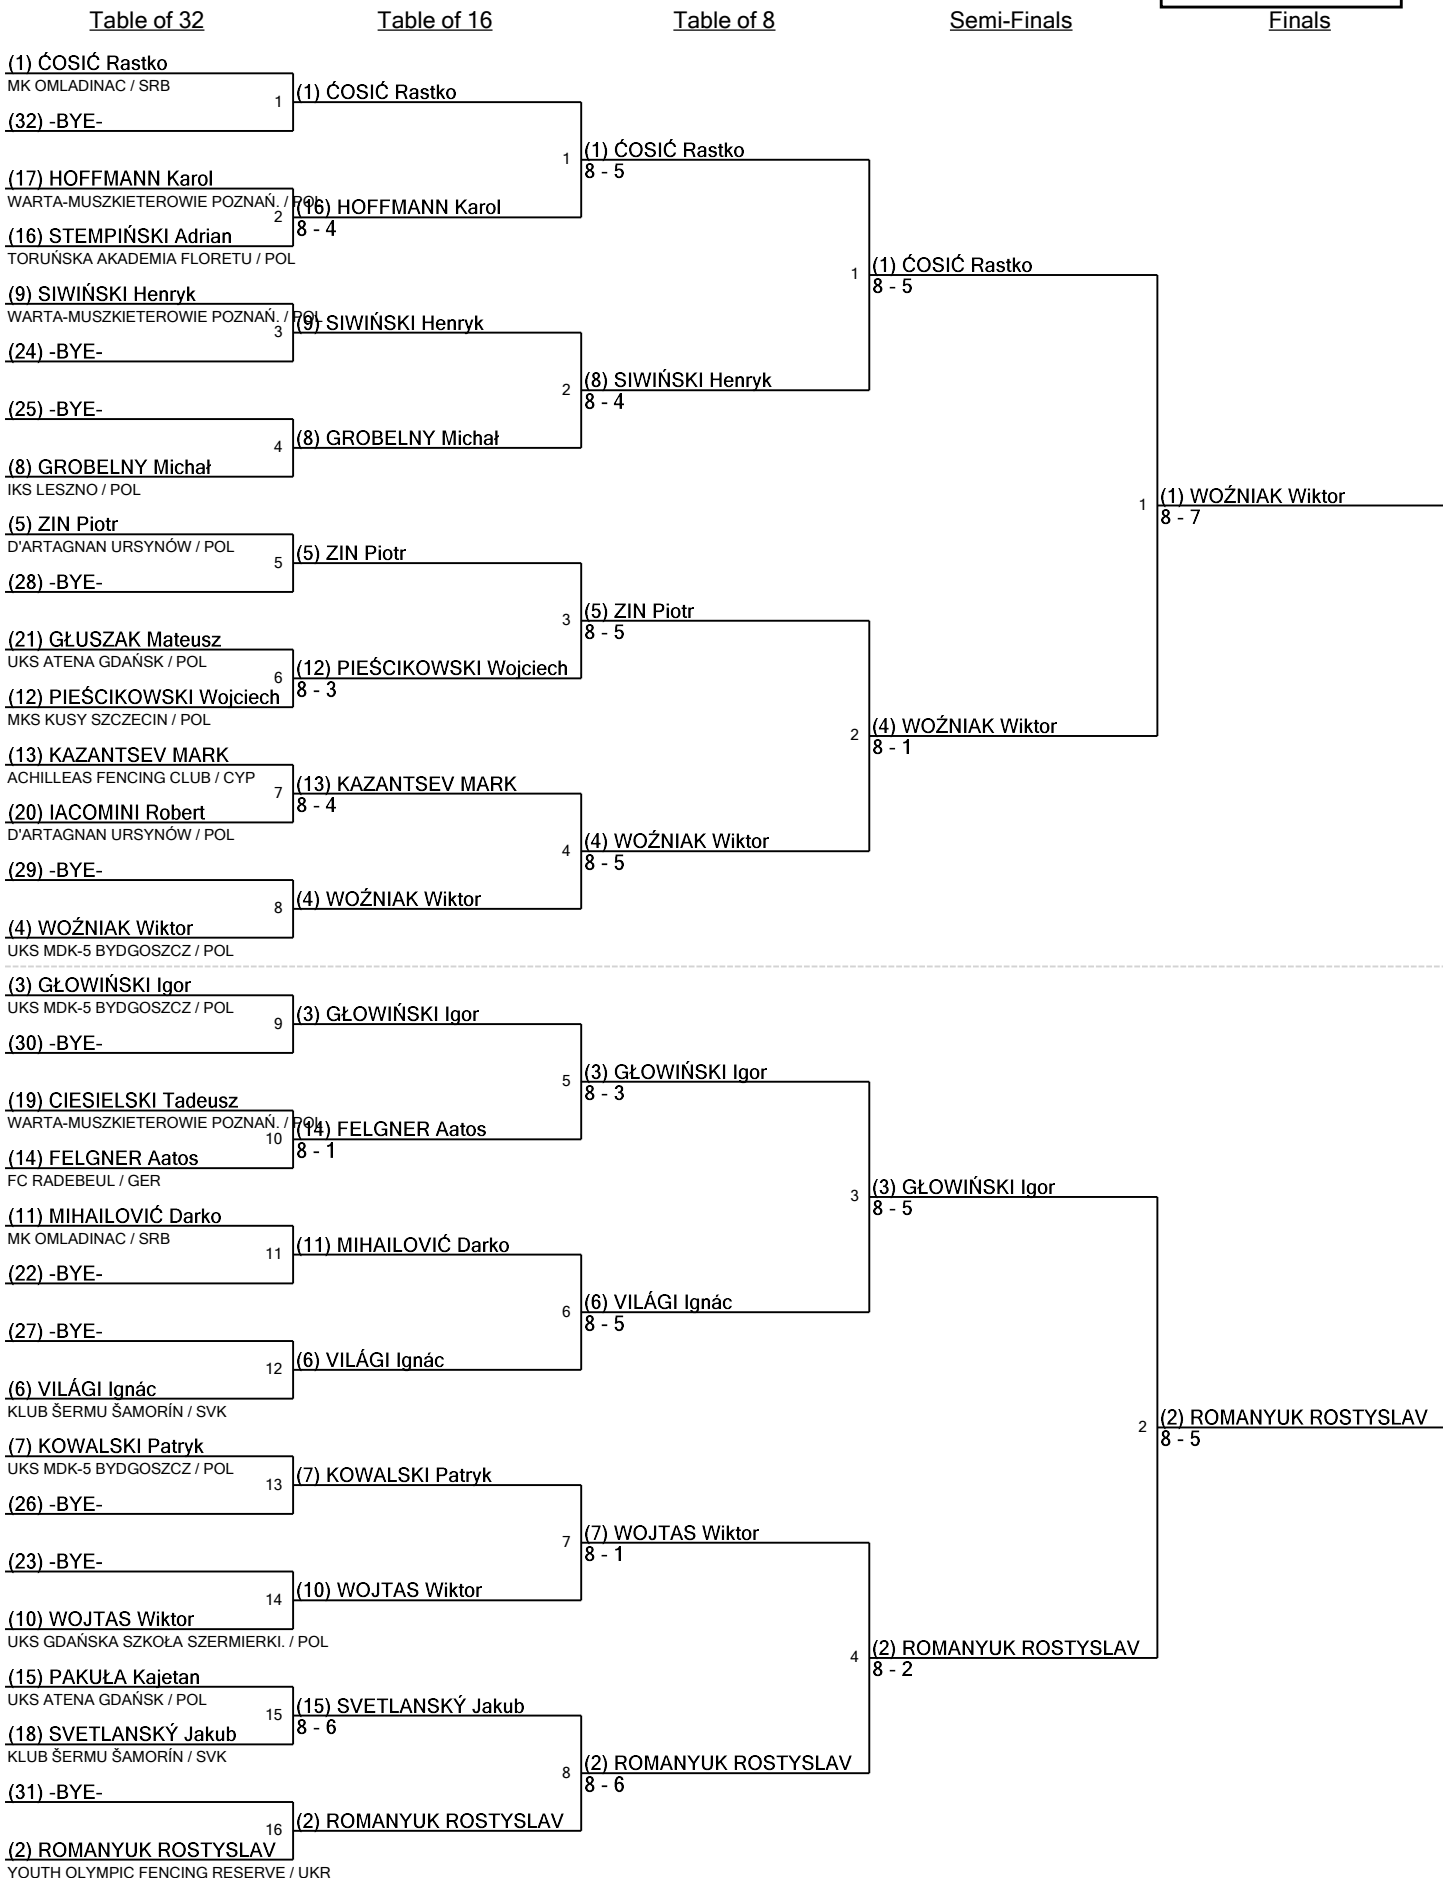 Table of 32
Table of 16
Table of 8
Semi-Finals
Finals
(1) ĆOSIĆ Rastko
MK OMLADINAC / SRB
1
(32) -BYE-
(17) HOFFMANN Karol
WARTA-MUSZKIETEROWIE POZNAŃ. / POL
2
(16) STEMPIŃSKI Adrian
TORUŃSKA AKADEMIA FLORETU / POL
(9) SIWIŃSKI Henryk
WARTA-MUSZKIETEROWIE POZNAŃ. / POL
3
(24) -BYE-
(25) -BYE-
4
(8) GROBELNY Michał
IKS LESZNO / POL
(5) ZIN Piotr
D'ARTAGNAN URSYNÓW / POL
5
(28) -BYE-
(21) GŁUSZAK Mateusz
UKS ATENA GDAŃSK / POL
6
(12) PIEŚCIKOWSKI Wojciech
MKS KUSY SZCZECIN / POL
(13) KAZANTSEV MARK
ACHILLEAS FENCING CLUB / CYP
7
(20) IACOMINI Robert
D'ARTAGNAN URSYNÓW / POL
(29) -BYE-
8
(4) WOŹNIAK Wiktor
UKS MDK-5 BYDGOSZCZ / POL
(3) GŁOWIŃSKI Igor
UKS MDK-5 BYDGOSZCZ / POL
9
(30) -BYE-
(19) CIESIELSKI Tadeusz
WARTA-MUSZKIETEROWIE POZNAŃ. / POL
10
(14) FELGNER Aatos
FC RADEBEUL / GER
(11) MIHAILOVIĆ Darko
MK OMLADINAC / SRB
11
(22) -BYE-
(27) -BYE-
12
(6) VILÁGI Ignác
KLUB ŠERMU ŠAMORÍN / SVK
(7) KOWALSKI Patryk
UKS MDK-5 BYDGOSZCZ / POL
13
(26) -BYE-
(23) -BYE-
14
(10) WOJTAS Wiktor
UKS GDAŃSKA SZKOŁA SZERMIERKI. / POL
(15) PAKUŁA Kajetan
UKS ATENA GDAŃSK / POL
15
(18) SVETLANSKÝ Jakub
KLUB ŠERMU ŠAMORÍN / SVK
(31) -BYE-
16
(2) ROMANYUK ROSTYSLAV
YOUTH OLYMPIC FENCING RESERVE / UKR
(1) ĆOSIĆ Rastko
1
(16) HOFFMANN Karol
8 - 4
(9) SIWIŃSKI Henryk
2
(8) GROBELNY Michał
(5) ZIN Piotr
3
(12) PIEŚCIKOWSKI Wojciech
8 - 3
(13) KAZANTSEV MARK
8 - 4
4
(4) WOŹNIAK Wiktor
(3) GŁOWIŃSKI Igor
5
(14) FELGNER Aatos
8 - 1
(11) MIHAILOVIĆ Darko
6
(6) VILÁGI Ignác
(7) KOWALSKI Patryk
7
(10) WOJTAS Wiktor
(15) SVETLANSKÝ Jakub
8 - 6
8
(2) ROMANYUK ROSTYSLAV
(1) ĆOSIĆ Rastko
8 - 5
1
(8) SIWIŃSKI Henryk
8 - 4
(5) ZIN Piotr
8 - 5
2
(4) WOŹNIAK Wiktor
8 - 5
(3) GŁOWIŃSKI Igor
8 - 3
3
(6) VILÁGI Ignác
8 - 5
(7) WOJTAS Wiktor
8 - 1
4
(2) ROMANYUK ROSTYSLAV
8 - 6
(1) ĆOSIĆ Rastko
8 - 5
1
(4) WOŹNIAK Wiktor
8 - 1
(3) GŁOWIŃSKI Igor
8 - 5
2
(2) ROMANYUK ROSTYSLAV
8 - 2
(1) WOŹNIAK Wiktor
8 - 7
(2) ROMANYUK ROSTYSLAV
8 - 5